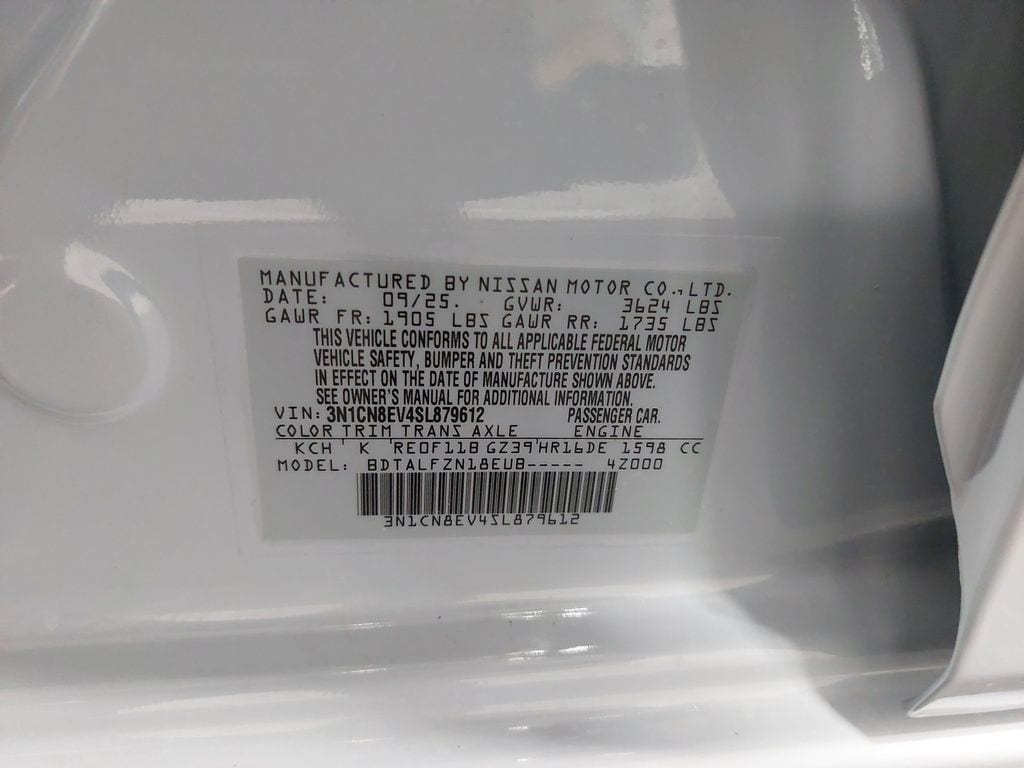 MANUFACTURED BY NISSAN MOTOR CO., LTD.
DATE: 09/25. GVWR: 3624 LBS
GAWR FR: 1905 LBS GAWR RR: 1735 LBS
THIS VEHICLE CONFORMS TO ALL APPLICABLE FEDERAL MOTOR
VEHICLE SAFETY, BUMPER AND THEFT PREVENTION STANDARDS
IN EFFECT ON THE DATE OF MANUFACTURE SHOWN ABOVE.
SEE OWNER'S MANUAL FOR ADDITIONAL INFORMATION.
VIN: 3N1CN8EV4SL879612 PASSENGER CAR.
COLOR TRIM TRANS AXLE ENGINE
KCH ' K 'RE0F11B GZ39'HR16DE 1598 CC
MODEL: BDTALFZN18EUB----- 4Z000
3N1CN8EV4SL879612